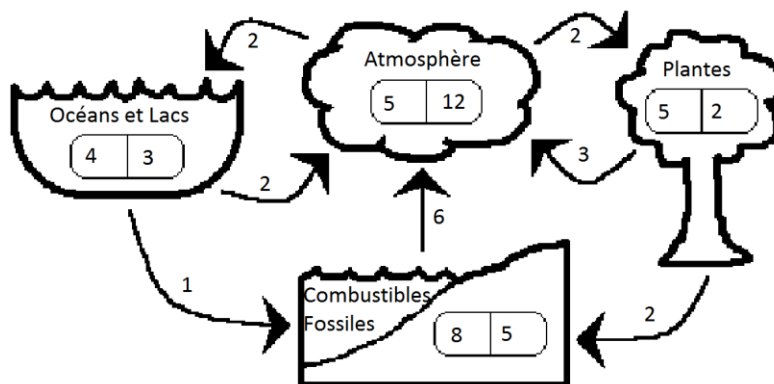 2
Atmosphère
5 12
2
Plantes
5 2
Océans et Lacs
4 3
2
3
6
1
Combustibles
Fossiles
8 5
2